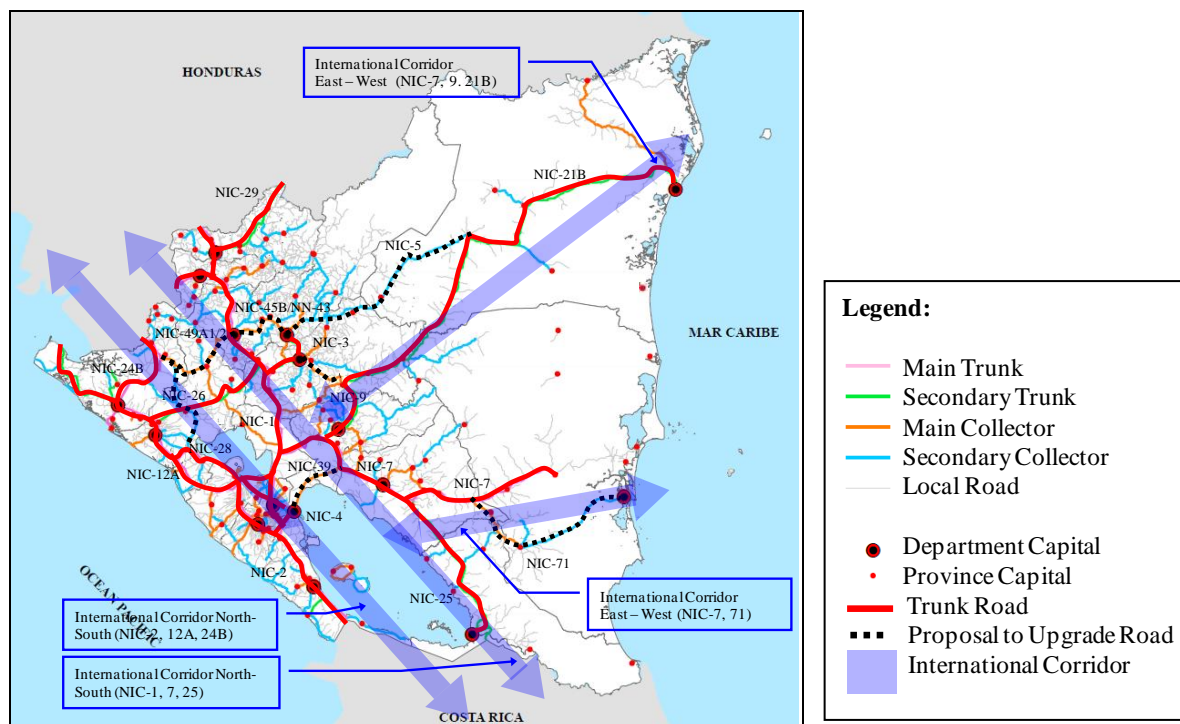 International Corridor
East – West (NIC-7, 9. 21B)
HONDURAS
NIC-21B
NIC-29
NIC-5
NIC-45B/NN-43
NIC-49A1/2
NIC-3
MAR CARIBE
NIC-24B
NIC-26
NIC-9
NIC-1
NIC-28
NIC-39
NIC-7
NIC-12A
NIC-7
NIC-4
NIC-71
NIC-2
NIC-25
OCEAN PACIFIC
International Corridor
East – West (NIC-7, 71)
International Corridor North-
South (NIC-2, 12A, 24B)
International Corridor North-
South (NIC-1, 7, 25)
COSTA RICA
Legend:
Main Trunk
Secondary Trunk
Main Collector
Secondary Collector
Local Road
Department Capital
Province Capital
Trunk Road
Proposal to Upgrade Road
International Corridor